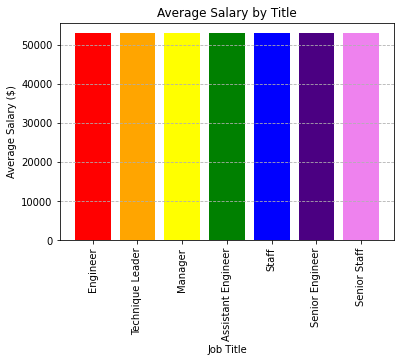 Average Salary by Title
Average Salary ($)
50000
40000
30000
20000
10000
0
Engineer
Technique Leader
Manager
Assistant Engineer
Staff
Senior Engineer
Senior Staff
Job Title